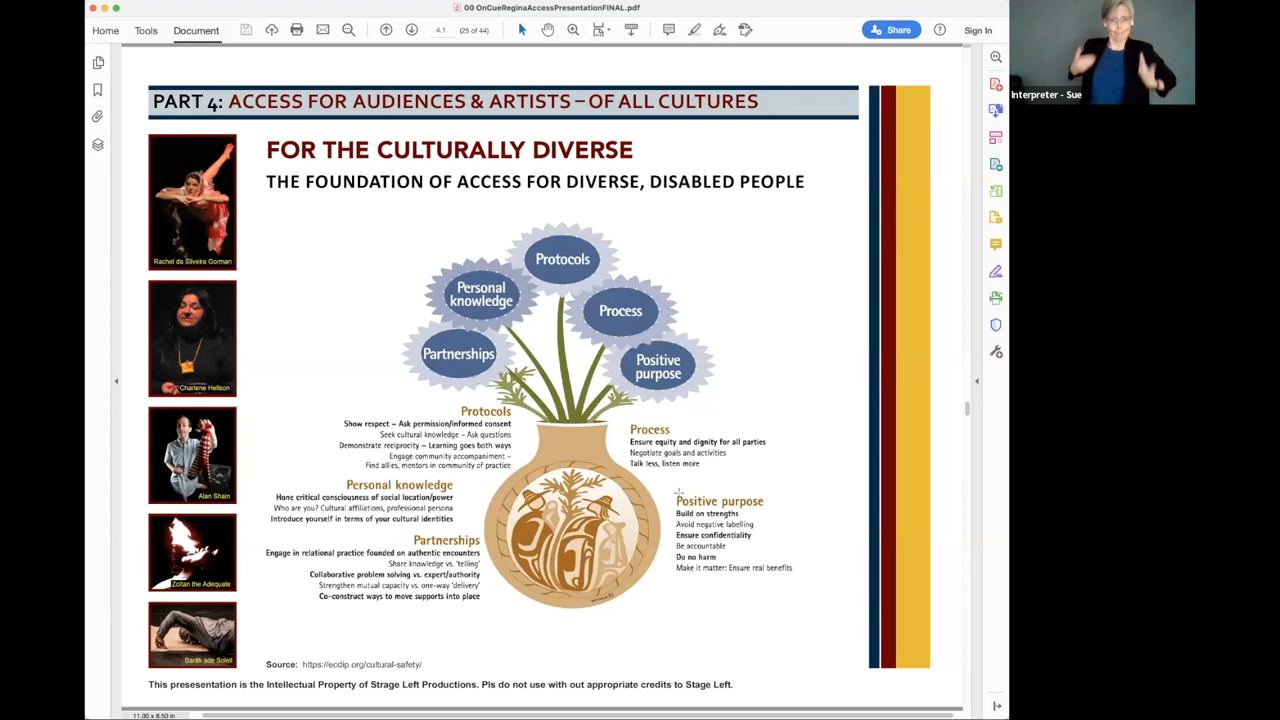 00 OnCueReginaAccessPresentationFINAL.pdf
Home
Tools
Document
4.1
(25 of 44)
Share
Sign In
Interpreter - Sue
PART 4: ACCESS FOR AUDIENCES & ARTISTS – OF ALL CULTURES
FOR THE CULTURALLY DIVERSE
THE FOUNDATION OF ACCESS FOR DIVERSE, DISABLED PEOPLE
Rachel da Silveira Gorman
Charlene Hellson
Alan Shain
Zoltan the Adequate
Barak ade Soleil
Protocols
Personal
knowledge
Process
Partnerships
Positive
purpose
Protocols
Show respect – Ask permission/informed consent
Seek cultural knowledge – Ask questions
Demonstrate reciprocity – Learning goes both ways
Engage community accompaniment –
Find allies, mentors in community of practice
Personal knowledge
Hone critical consciousness of social location/power
Who are you? Cultural affiliations, professional persona
Introduce yourself in terms of your cultural identities
Partnerships
Engage in relational practice founded on authentic encounters
Share knowledge vs. 'telling'
Collaborative problem solving vs. expert/authority
Strengthen mutual capacity vs. one-way 'delivery'
Co-construct ways to move supports into place
Process
Ensure equity and dignity for all parties
Negotiate goals and activities
Talk less, listen more
Positive purpose
Build on strengths
Avoid negative labelling
Ensure confidentiality
Be accountable
Do no harm
Make it matter: Ensure real benefits
Source: https://ecdip.org/cultural-safety/
This presesentation is the Intellectual Property of Strage Left Productions. Pls do not use with out appropriate credits to Stage Left.
11.00 x 8.50 in